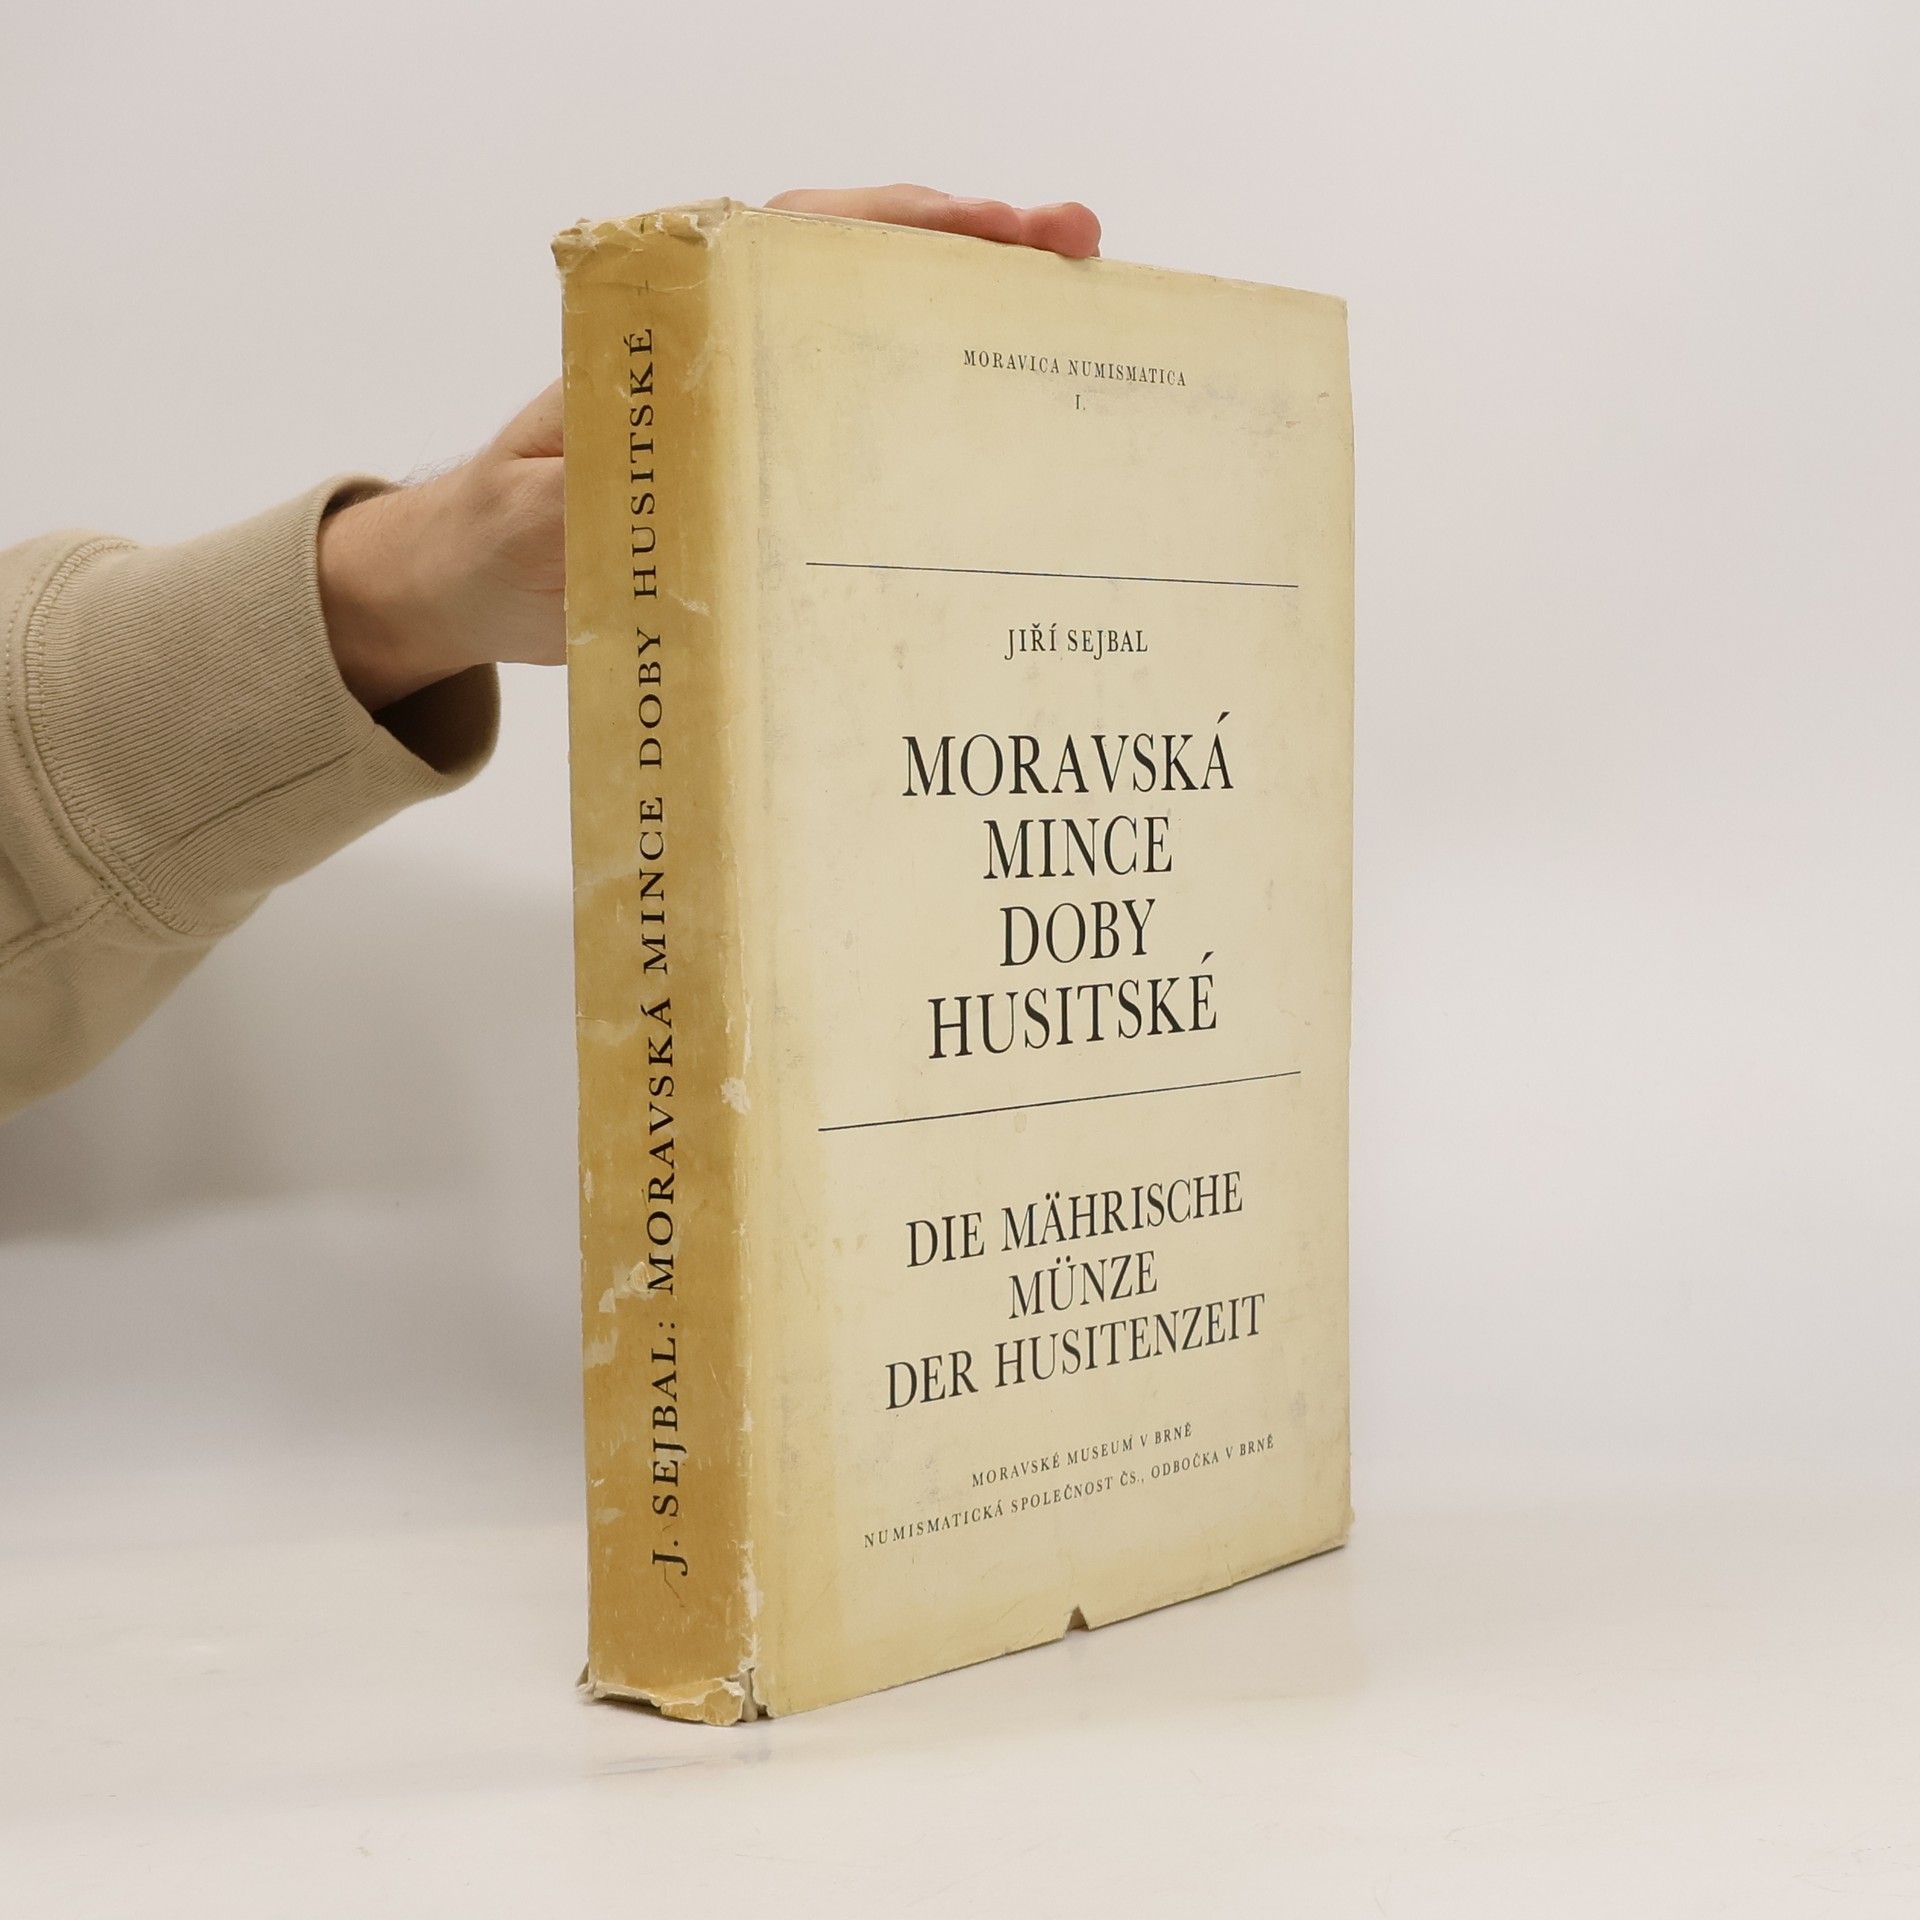 J. SEJBAL: MORAVSKÁ MINCE DOBY HUSITSKÉ
MORAVICA NUMISMATICA
I.
JIŘÍ SEJBAL
MORAVSKÁ
MINCE
DOBY
HUSITSKÉ
DIE MÄHRISCHE
MÜNZE
DER HUSITENZEIT
MORAVSKÉ MUSEUM V BRNĚ
NUMISMATICKÁ SPOLEČNOST ČS., ODBOČKA V BRNĚ